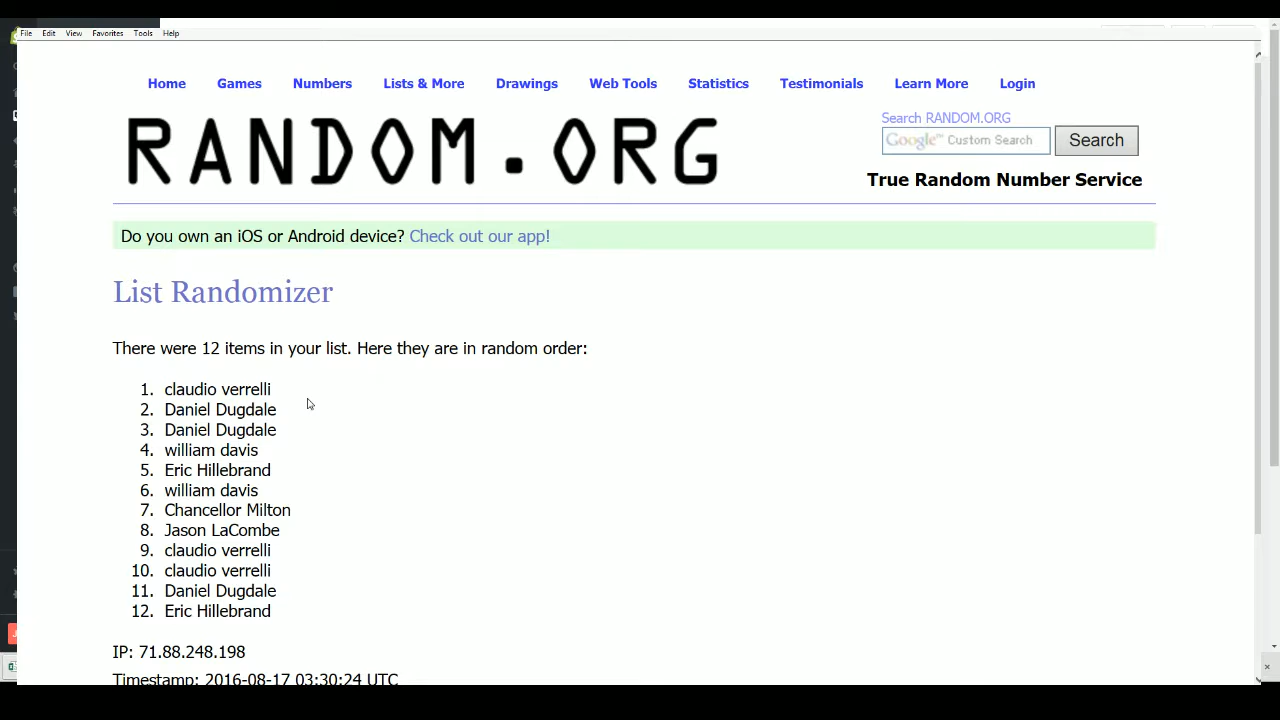 File Edit View Favorites Tools Help
Home Games Numbers Lists & More Drawings Web Tools Statistics Testimonials Learn More Login
Search RANDOM.ORG
RANDOM.ORG
Google™ Custom Search Search
True Random Number Service
Do you own an iOS or Android device? Check out our app!
List Randomizer
There were 12 items in your list. Here they are in random order:
1. claudio verrelli
2. Daniel Dugdale
3. Daniel Dugdale
4. william davis
5. Eric Hillebrand
6. william davis
7. Chancellor Milton
8. Jason LaCombe
9. claudio verrelli
10. claudio verrelli
11. Daniel Dugdale
12. Eric Hillebrand
IP: 71.88.248.198
Timestamp: 2016-08-17 03:30:24 UTC